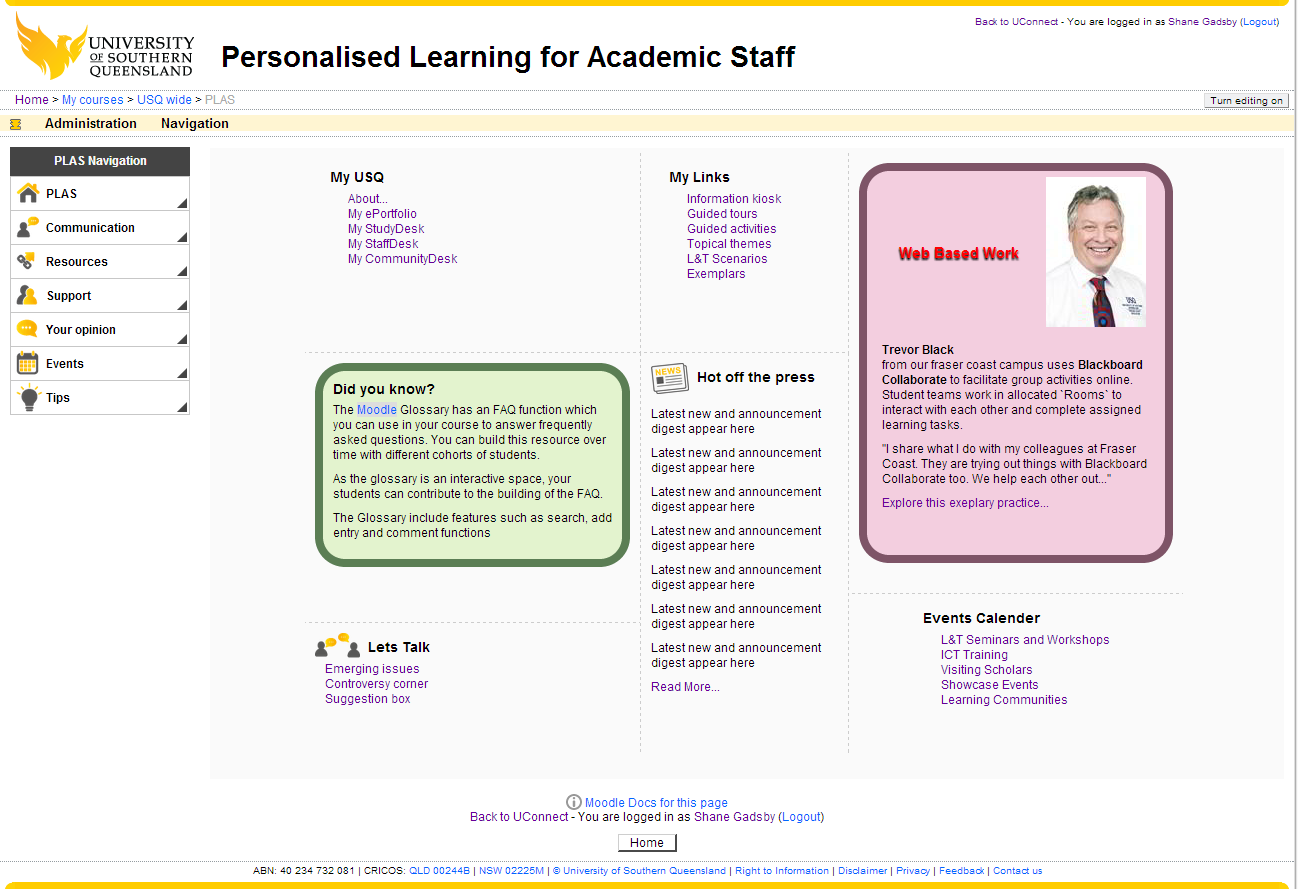 Back to UConnect - You are logged in as Shane Gadsby (Logout)
UNIVERSITY
OF SOUTHERN
QUEENSLAND
Personalised Learning for Academic Staff
Home > My courses > USQ wide > PLAS
Turn editing on
Administration Navigation
PLAS Navigation
PLAS
Communication
Resources
Support
Your opinion
Events
Tips
My USQ
About...
My ePortfolio
My StudyDesk
My StaffDesk
My CommunityDesk
My Links
Information kiosk
Guided tours
Guided activities
Topical themes
L&T Scenarios
Exemplars
Web Based Work
USQ
Trevor Black
from our fraser coast campus uses Blackboard
Collaborate to facilitate group activities online.
Student teams work in allocated `Rooms` to
interact with each other and complete assigned
learning tasks.
"I share what I do with my colleagues at Fraser
Coast. They are trying out things with Blackboard
Collaborate too. We help each other out..."
Explore this exeplary practice...
Did you know?
The Moodle Glossary has an FAQ function which
you can use in your course to answer frequently
asked questions. You can build this resource over
time with different cohorts of students.
As the glossary is an interactive space, your
students can contribute to the building of the FAQ.
The Glossary include features such as search, add
entry and comment functions
NEWS
Hot off the press
Latest new and announcement
digest appear here
Latest new and announcement
digest appear here
Latest new and announcement
digest appear here
Latest new and announcement
digest appear here
Latest new and announcement
digest appear here
Latest new and announcement
digest appear here
Latest new and announcement
digest appear here
Read More...
Lets Talk
Emerging issues
Controversy corner
Suggestion box
Events Calender
L&T Seminars and Workshops
ICT Training
Visiting Scholars
Showcase Events
Learning Communities
Moodle Docs for this page
Back to UConnect - You are logged in as Shane Gadsby (Logout)
Home
ABN: 40 234 732 081 | CRICOS: QLD 00244B | NSW 02225M | © University of Southern Queensland | Right to Information | Disclaimer | Privacy | Feedback | Contact us